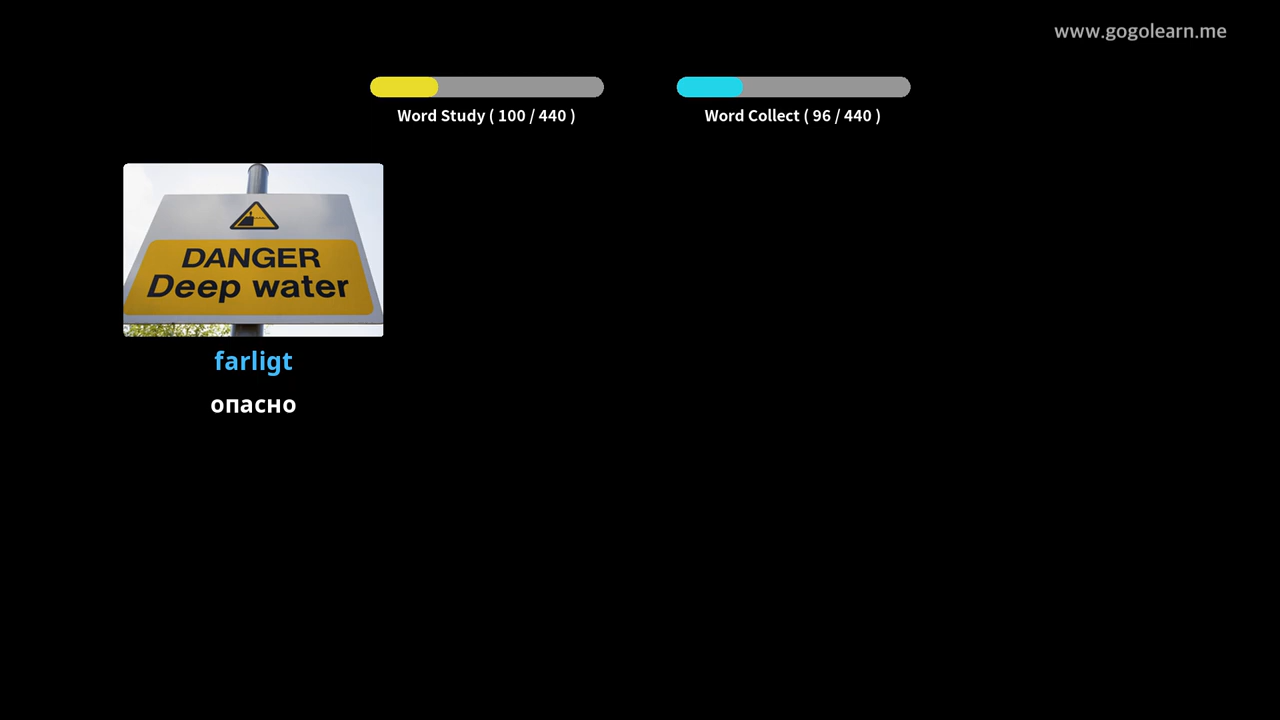 www.gogolearn.me
Word Study ( 100 / 440 )
Word Collect ( 96 / 440 )
DANGER
Deep water
farligt
опасно